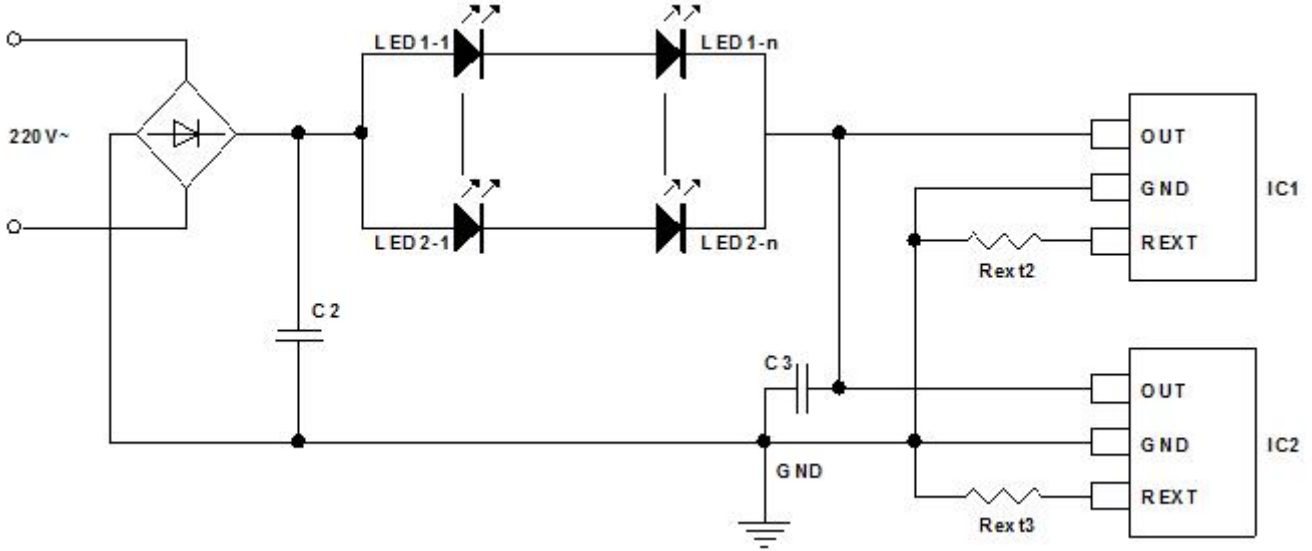 LED1-1
LED1-n
220V~
OUT
GND
IC1
REXT
LED2-1
LED2-n
Rext2
C2
C3
OUT
GND
IC2
GND
REXT
Rext3